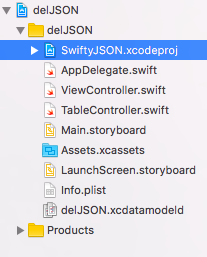 delJSON
delJSON
SwiftyJSON.xcodeproj
AppDelegate.swift
ViewController.swift
TableController.swift
Main.storyboard
Assets.xcassets
LaunchScreen.storyboard
Info.plist
delJSON.xcdatamodeld
Products